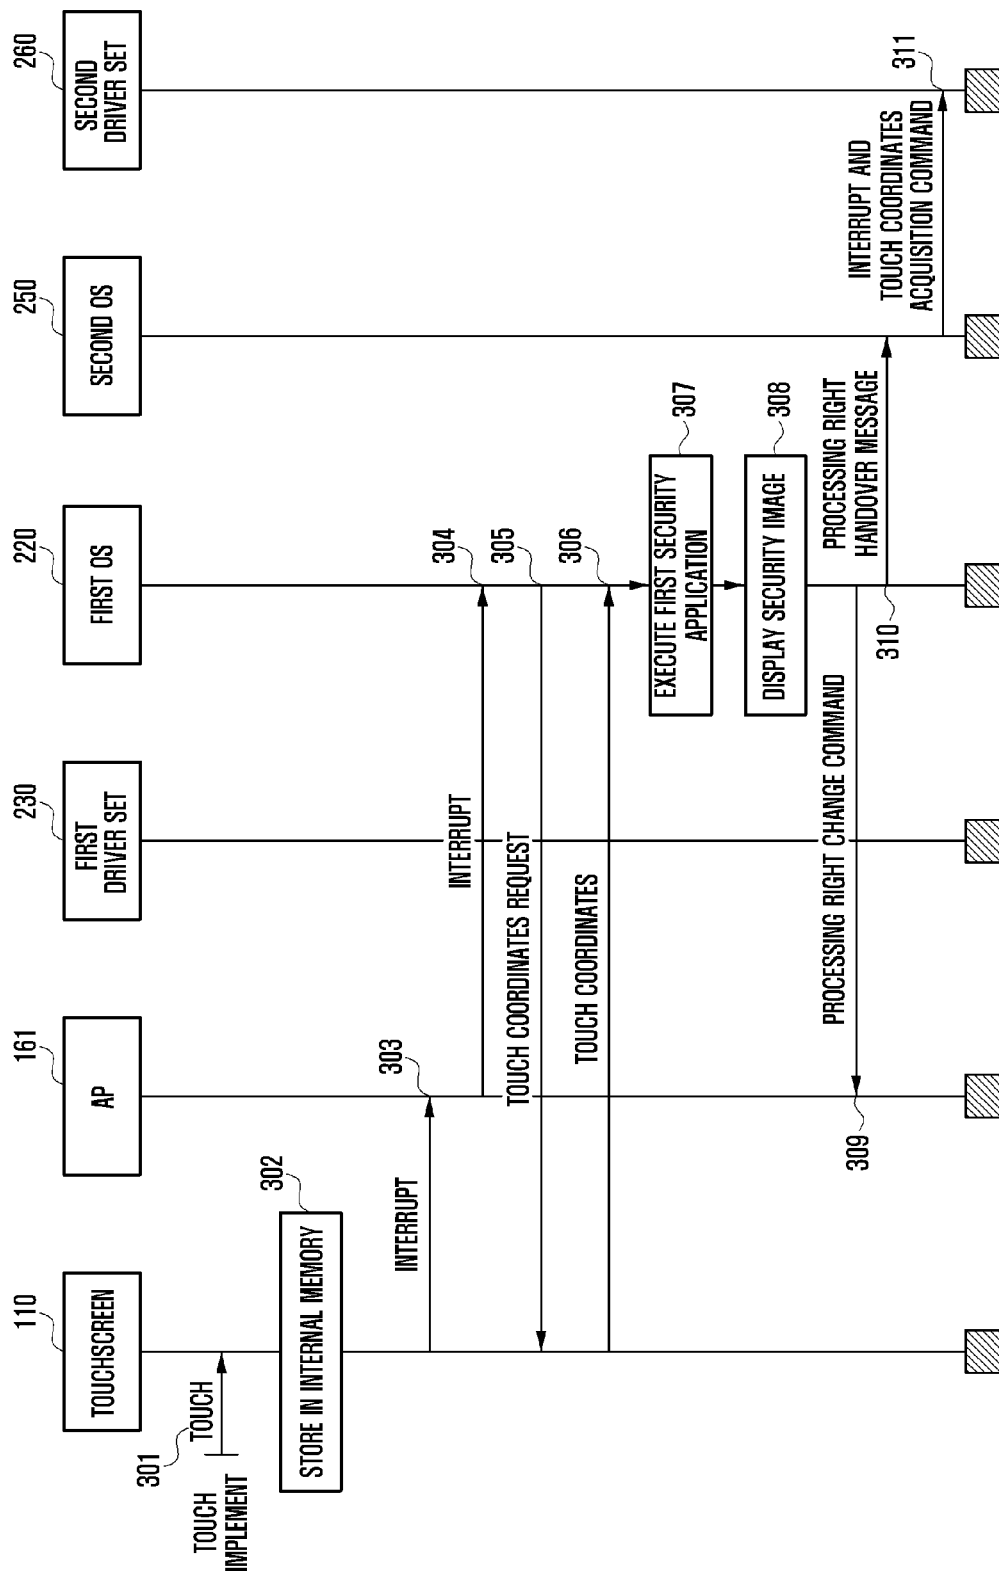 110
TOUCHSCREEN
161
AP
230
FIRST
DRIVER SET
220
FIRST OS
250
SECOND OS
260
SECOND
DRIVER SET
301
TOUCH
TOUCH
IMPLEMENT
302
STORE IN INTERNAL MEMORY
303
INTERRUPT
304
INTERRUPT
305
TOUCH COORDINATES REQUEST
306
TOUCH COORDINATES
307
EXECUTE FIRST SECURITY
APPLICATION
308
DISPLAY SECURITY IMAGE
PROCESSING RIGHT CHANGE COMMAND
309
PROCESSING RIGHT
HANDOVER MESSAGE
310
INTERRUPT AND
TOUCH COORDINATES
ACQUISITION COMMAND
311